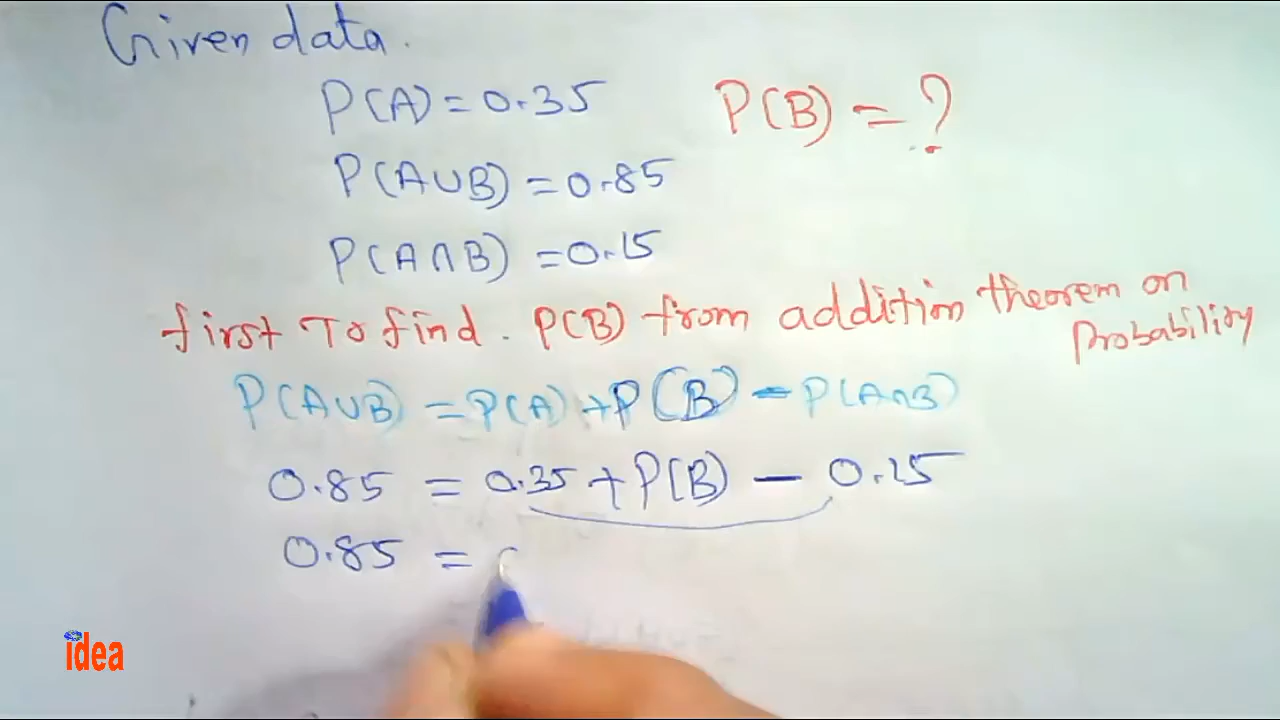 Given data.
P(A) = 0.35
P(B) = ?
P(A∪B) = 0.85
P(A∩B) = 0.15
first To find. P(B) from addition theorem on
Probability
P(A∪B) = P(A) + P(B) - P(A∩B)
0.85 = 0.35 + P(B) - 0.15
0.85 =
idea